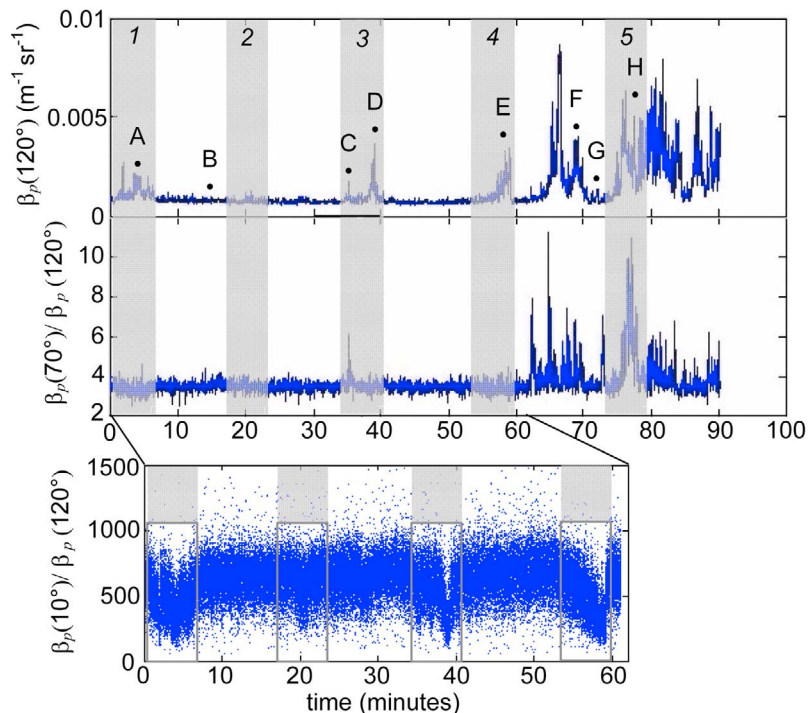 0.01
1 2 3 4 5
H
D
E
F
0.005
A
C
B
G
0
βp(120°) (m⁻¹ sr⁻¹)
10
8
6
4
2
βp(70°)/ βp (120°)
0 10 20 30 40 50 60 70 80 90 100
1500
1000
500
0
βp(10°)/ βp (120°)
0 10 20 30 40 50 60
time (minutes)